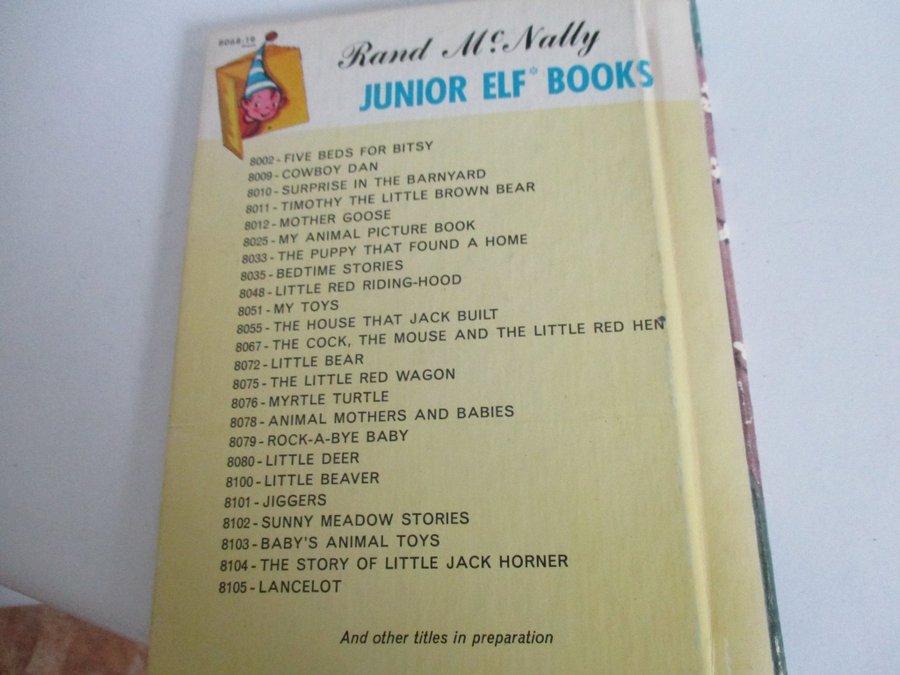 8068-19
Rand McNally
JUNIOR ELF* BOOKS
8002-FIVE BEDS FOR BITSY
8009-COWBOY DAN
8010-SURPRISE IN THE BARNYARD
8011-TIMOTHY THE LITTLE BROWN BEAR
8012-MOTHER GOOSE
8025-MY ANIMAL PICTURE BOOK
8033-THE PUPPY THAT FOUND A HOME
8035-BEDTIME STORIES
8048-LITTLE RED RIDING-HOOD
8051-MY TOYS
8055-THE HOUSE THAT JACK BUILT
8067-THE COCK, THE MOUSE AND THE LITTLE RED HEN
8072-LITTLE BEAR
8075-THE LITTLE RED WAGON
8076-MYRTLE TURTLE
8078-ANIMAL MOTHERS AND BABIES
8079-ROCK-A-BYE BABY
8080-LITTLE DEER
8100-LITTLE BEAVER
8101-JIGGERS
8102-SUNNY MEADOW STORIES
8103-BABY'S ANIMAL TOYS
8104-THE STORY OF LITTLE JACK HORNER
8105-LANCELOT
And other titles in preparation